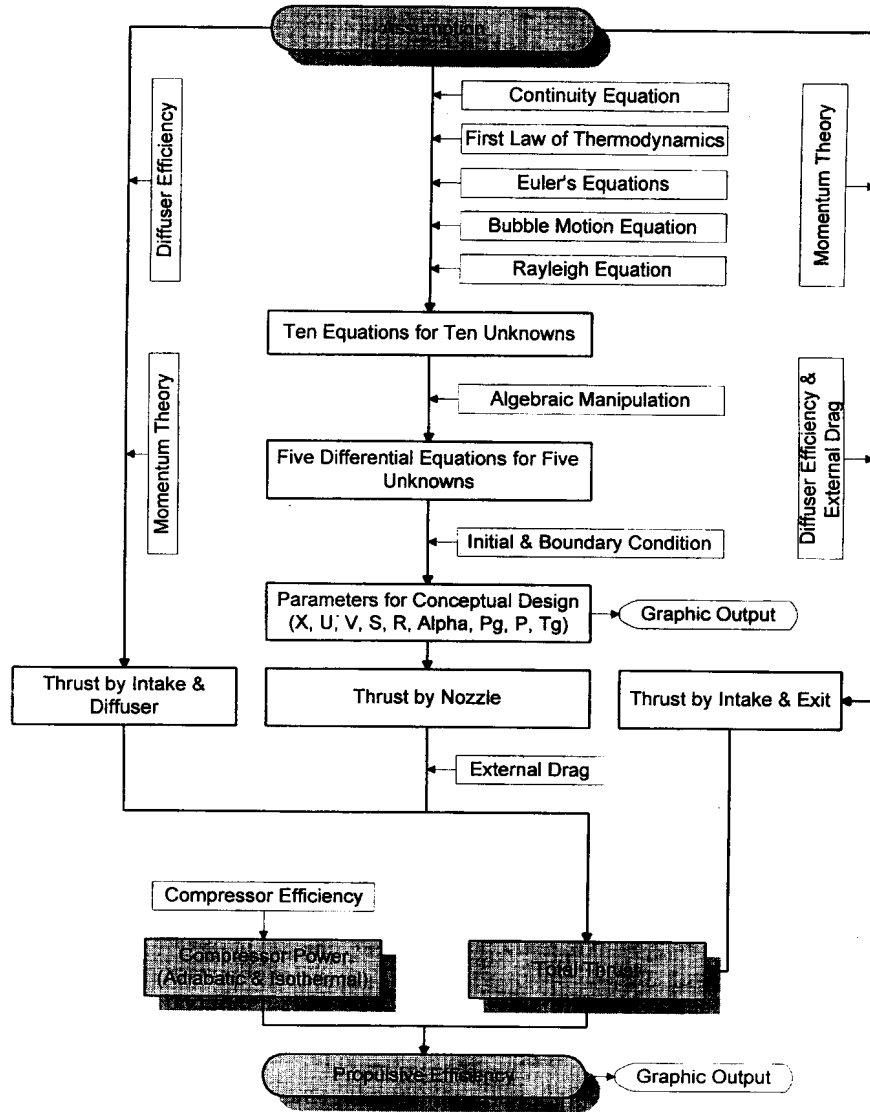 Assumption
Continuity Equation
First Law of Thermodynamics
Euler's Equations
Bubble Motion Equation
Rayleigh Equation
Diffuser Efficiency
Momentum Theory
Momentum Theory
Diffuser Efficiency &
External Drag
Ten Equations for Ten Unknowns
Algebraic Manipulation
Five Differential Equations for Five
Unknowns
Initial & Boundary Condition
Parameters for Conceptual Design
(X, U, V, S, R, Alpha, Pg, P, Tg)
Graphic Output
Thrust by Intake &
Diffuser
Thrust by Nozzle
Thrust by Intake & Exit
External Drag
Compressor Efficiency
Compressor Power
(Adiabatic & Isothermal)
Total Thrust
Propulsive Efficiency
Graphic Output